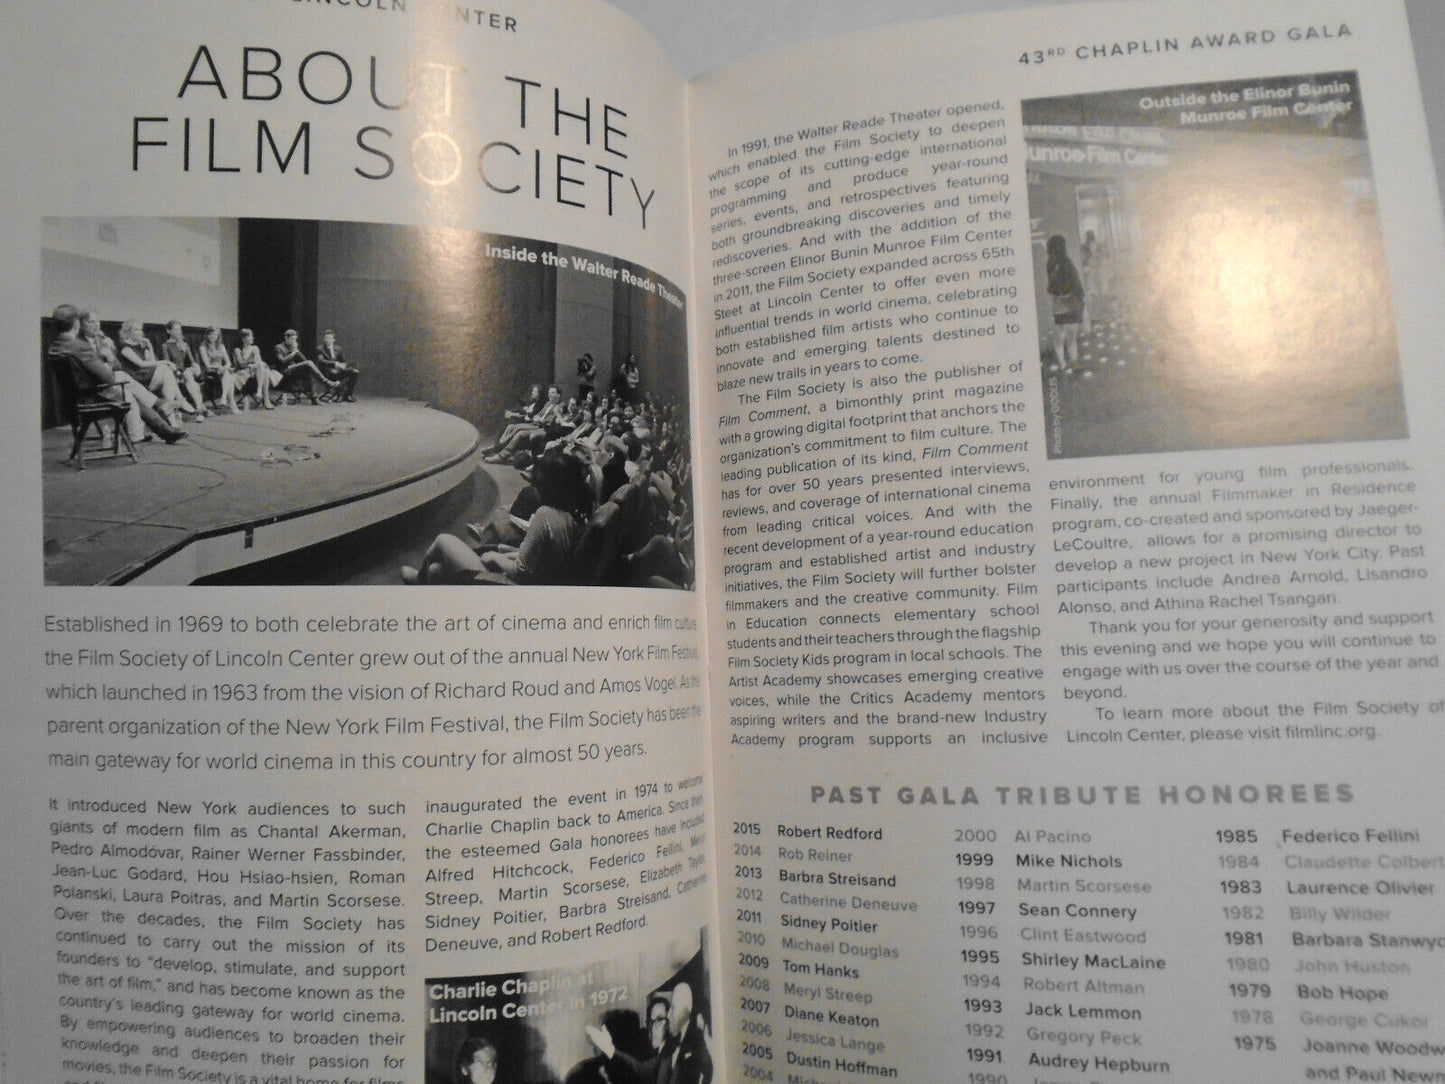 LINCOLN CENTER
ABOUT THE
FILM SOCIETY
Inside the Walter Reade Theater
Established in 1969 to both celebrate the art of cinema and enrich film culture
the Film Society of Lincoln Center grew out of the annual New York Film Festival,
which launched in 1963 from the vision of Richard Roud and Amos Vogel. As the
parent organization of the New York Film Festival, the Film Society has been the
main gateway for world cinema in this country for almost 50 years.
It introduced New York audiences to such
giants of modern film as Chantal Akerman,
Pedro Almodóvar, Rainer Werner Fassbinder,
Jean-Luc Godard, Hou Hsiao-hsien, Roman
Polanski, Laura Poitras, and Martin Scorsese.
Over the decades, the Film Society has
continued to carry out the mission of its
founders to "develop, stimulate, and support
the art of film," and has become known as the
country's leading gateway for world cinema.
By empowering audiences to broaden their
knowledge and deepen their passion for
movies, the Film Society is a vital home for films
inaugurated the event in 1974 to welcome
Charlie Chaplin back to America. Since then,
the esteemed Gala honorees have included
Alfred Hitchcock, Federico Fellini, Meryl
Streep, Martin Scorsese, Elizabeth Taylor,
Sidney Poitier, Barbra Streisand, Catherine
Deneuve, and Robert Redford.
Charlie Chaplin at
Lincoln Center in 1972
43RD CHAPLIN AWARD GALA
In 1991, the Walter Reade Theater opened,
which enabled the Film Society to deepen
the scope of its cutting-edge international
programming and produce year-round
series, events, and retrospectives featuring
both groundbreaking discoveries and timely
rediscoveries. And with the addition of the
three-screen Elinor Bunin Munroe Film Center
in 2011, the Film Society expanded across 65th
Steet at Lincoln Center to offer even more
influential trends in world cinema, celebrating
both established film artists who continue to
innovate and emerging talents destined to
blaze new trails in years to come.
The Film Society is also the publisher of
Film Comment, a bimonthly print magazine
with a growing digital footprint that anchors the
organization's commitment to film culture. The
leading publication of its kind, Film Comment
has for over 50 years presented interviews,
reviews, and coverage of international cinema
from leading critical voices. And with the
recent development of a year-round education
program and established artist and industry
initiatives, the Film Society will further bolster
filmmakers and the creative community. Film
in Education connects elementary school
students and their teachers through the flagship
Film Society Kids program in local schools. The
Artist Academy showcases emerging creative
voices, while the Critics Academy mentors
aspiring writers and the brand-new Industry
Academy program supports an inclusive
Outside the Elinor Bunin
Munroe Film Center
unroe Film Center
Photo by GODLIS
environment for young film professionals.
Finally, the annual Filmmaker in Residence
program, co-created and sponsored by Jaeger-
LeCoultre, allows for a promising director to
develop a new project in New York City. Past
participants include Andrea Arnold, Lisandro
Alonso, and Athina Rachel Tsangari.
Thank you for your generosity and support
this evening and we hope you will continue to
engage with us over the course of the year and
beyond.
To learn more about the Film Society of
Lincoln Center, please visit filmlinc.org.
PAST GALA TRIBUTE HONOREES
2015 Robert Redford
2014 Rob Reiner
2013 Barbra Streisand
2012 Catherine Deneuve
2011 Sidney Poitier
2010 Michael Douglas
2009 Tom Hanks
2008 Meryl Streep
2007 Diane Keaton
2006 Jessica Lange
2005 Dustin Hoffman
2004
2000 Al Pacino
1999 Mike Nichols
1998 Martin Scorsese
1997 Sean Connery
1996 Clint Eastwood
1995 Shirley MacLaine
1994 Robert Altman
1993 Jack Lemmon
1992 Gregory Peck
1991 Audrey Hepburn
1990
1985 Federico Fellini
1984 Claudette Colbert
1983 Laurence Olivier
1982 Billy Wilder
1981 Barbara Stanwyc
1980 John Huston
1979 Bob Hope
1978 George Cukor
1975 Joanne Woodw
and Paul Newm